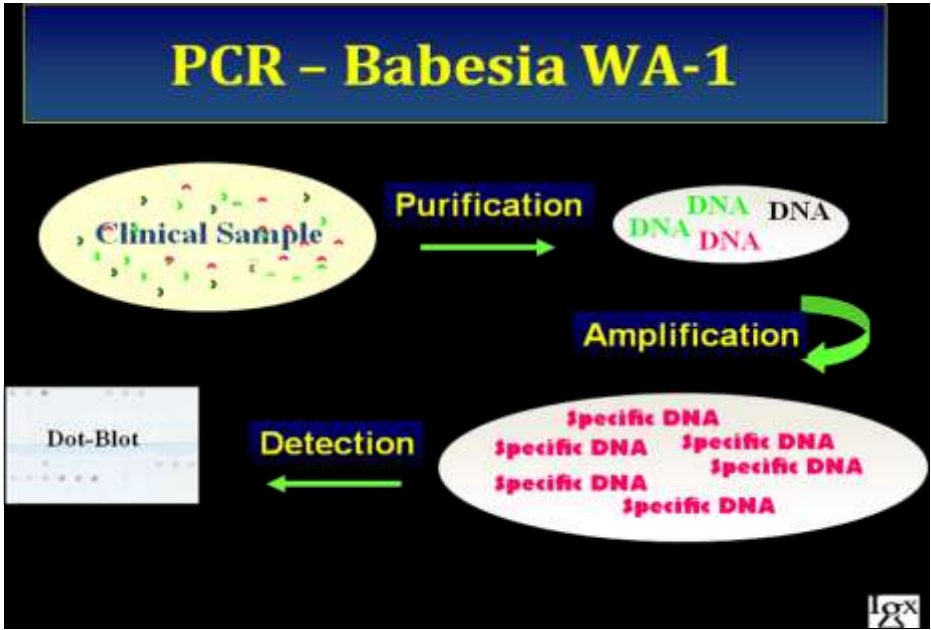 PCR – Babesia WA-1
Clinical Sample
Purification
DNA
DNA
DNA
DNA
Amplification
Specific DNA
Specific DNA
Specific DNA
Specific DNA
Specific DNA
Specific DNA
Detection
Dot-Blot
Igx